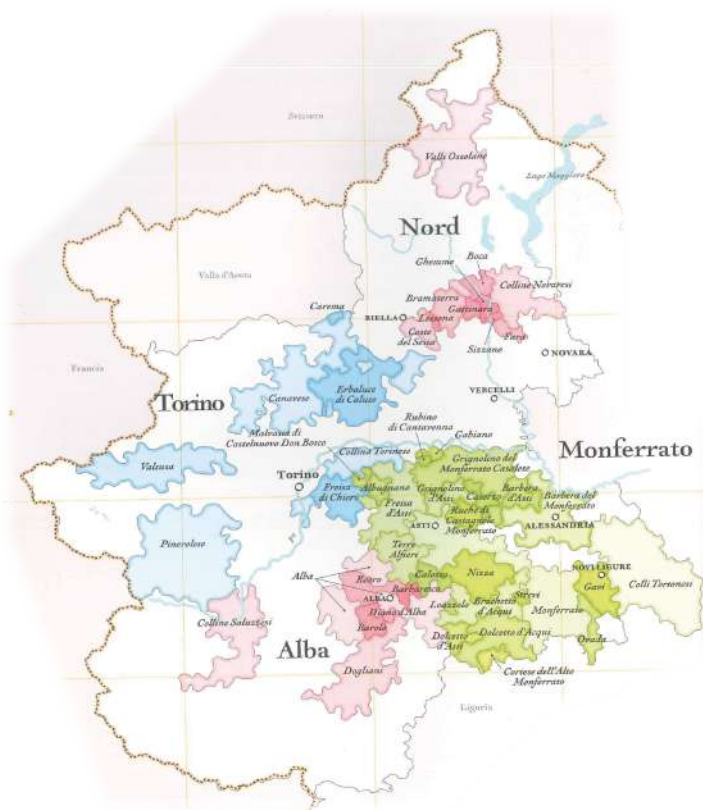 Svizzera
Valli Ossolane
Lago Maggiore
Nord
Boca
Ghemme
Valle d'Aosta
Colline Novaresi
Bramaterra
Carema
Gattinara
BIELLA
Lessona
Coste
del Sesia
Fara
Sizzano
NOVARA
Francia
Erbaluce
di Caluso
VERCELLI
Canavese
Torino
Rubino
di Cantavenna
Malvasia di
Castelnuovo Don Bosco
Gabiano
Monferrato
Collina Torinese
Grignolino del
Monferrato Casalese
Valsusa
Torino
Albugnano
Freisa
di Chieri
Grignolino
d'Asti
Barbera
d'Asti
Barbera del
Monferrato
Freisa
d'Asti
Ruchè di
Castagnole
Monferrato
ASTI
ALESSANDRIA
Pinerolese
Terre
Alfieri
Alba
Roero
Calosso
Nizza
NOVI LIGURE
Barbaresco
Gavi
Colli Tortonesi
ALBA
Diano d'Alba
Loazzolo
Brachetto
d'Acqui
Strevi
Monferrato
Colline Saluzzesi
Barolo
Alba
Dolcetto
d'Asti
Dolcetto d'Acqui
Ovada
Dogliani
Cortese dell'Alto
Monferrato
Liguria